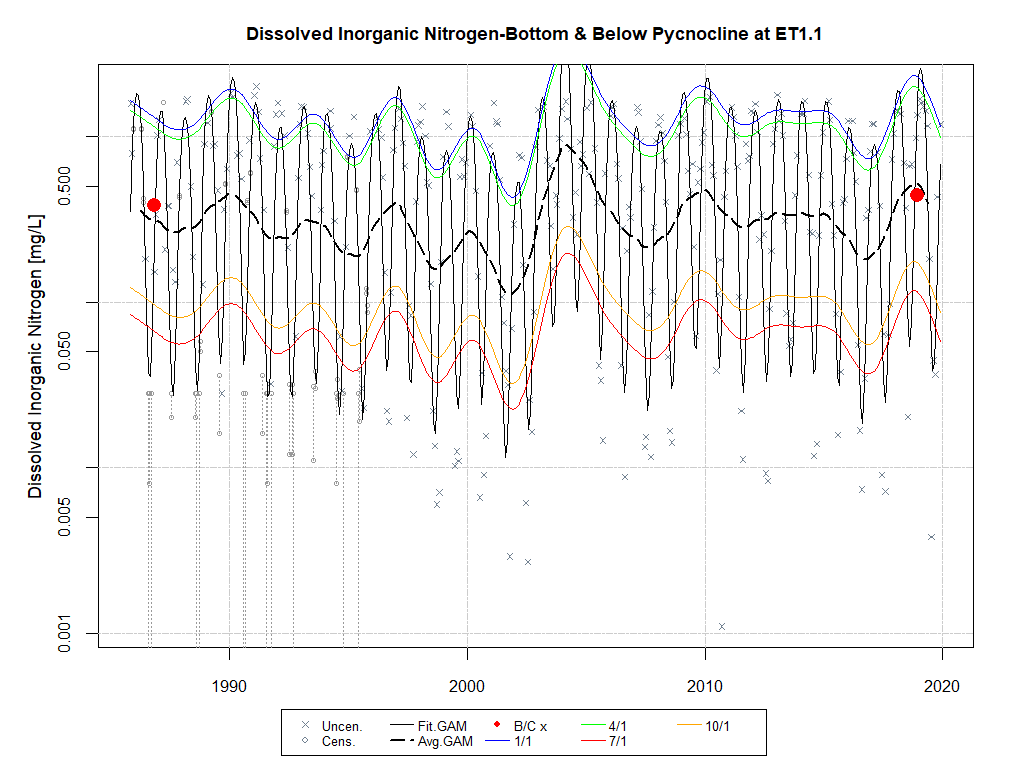 Dissolved Inorganic Nitrogen-Bottom & Below Pycnocline at ET1.1
Dissolved Inorganic Nitrogen [mg/L]
0.500
0.050
0.005
0.001
1990 2000 2010 2020
Uncen. Fit.GAM B/C x 4/1 10/1
Cens. Avg.GAM 1/1 7/1